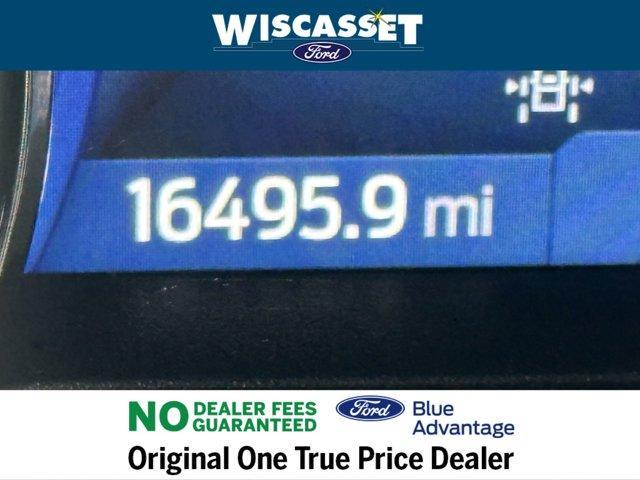 WISCASSET
Ford
16495.9 mi
NO DEALER FEES GUARANTEED
Ford Blue Advantage
Original One True Price Dealer